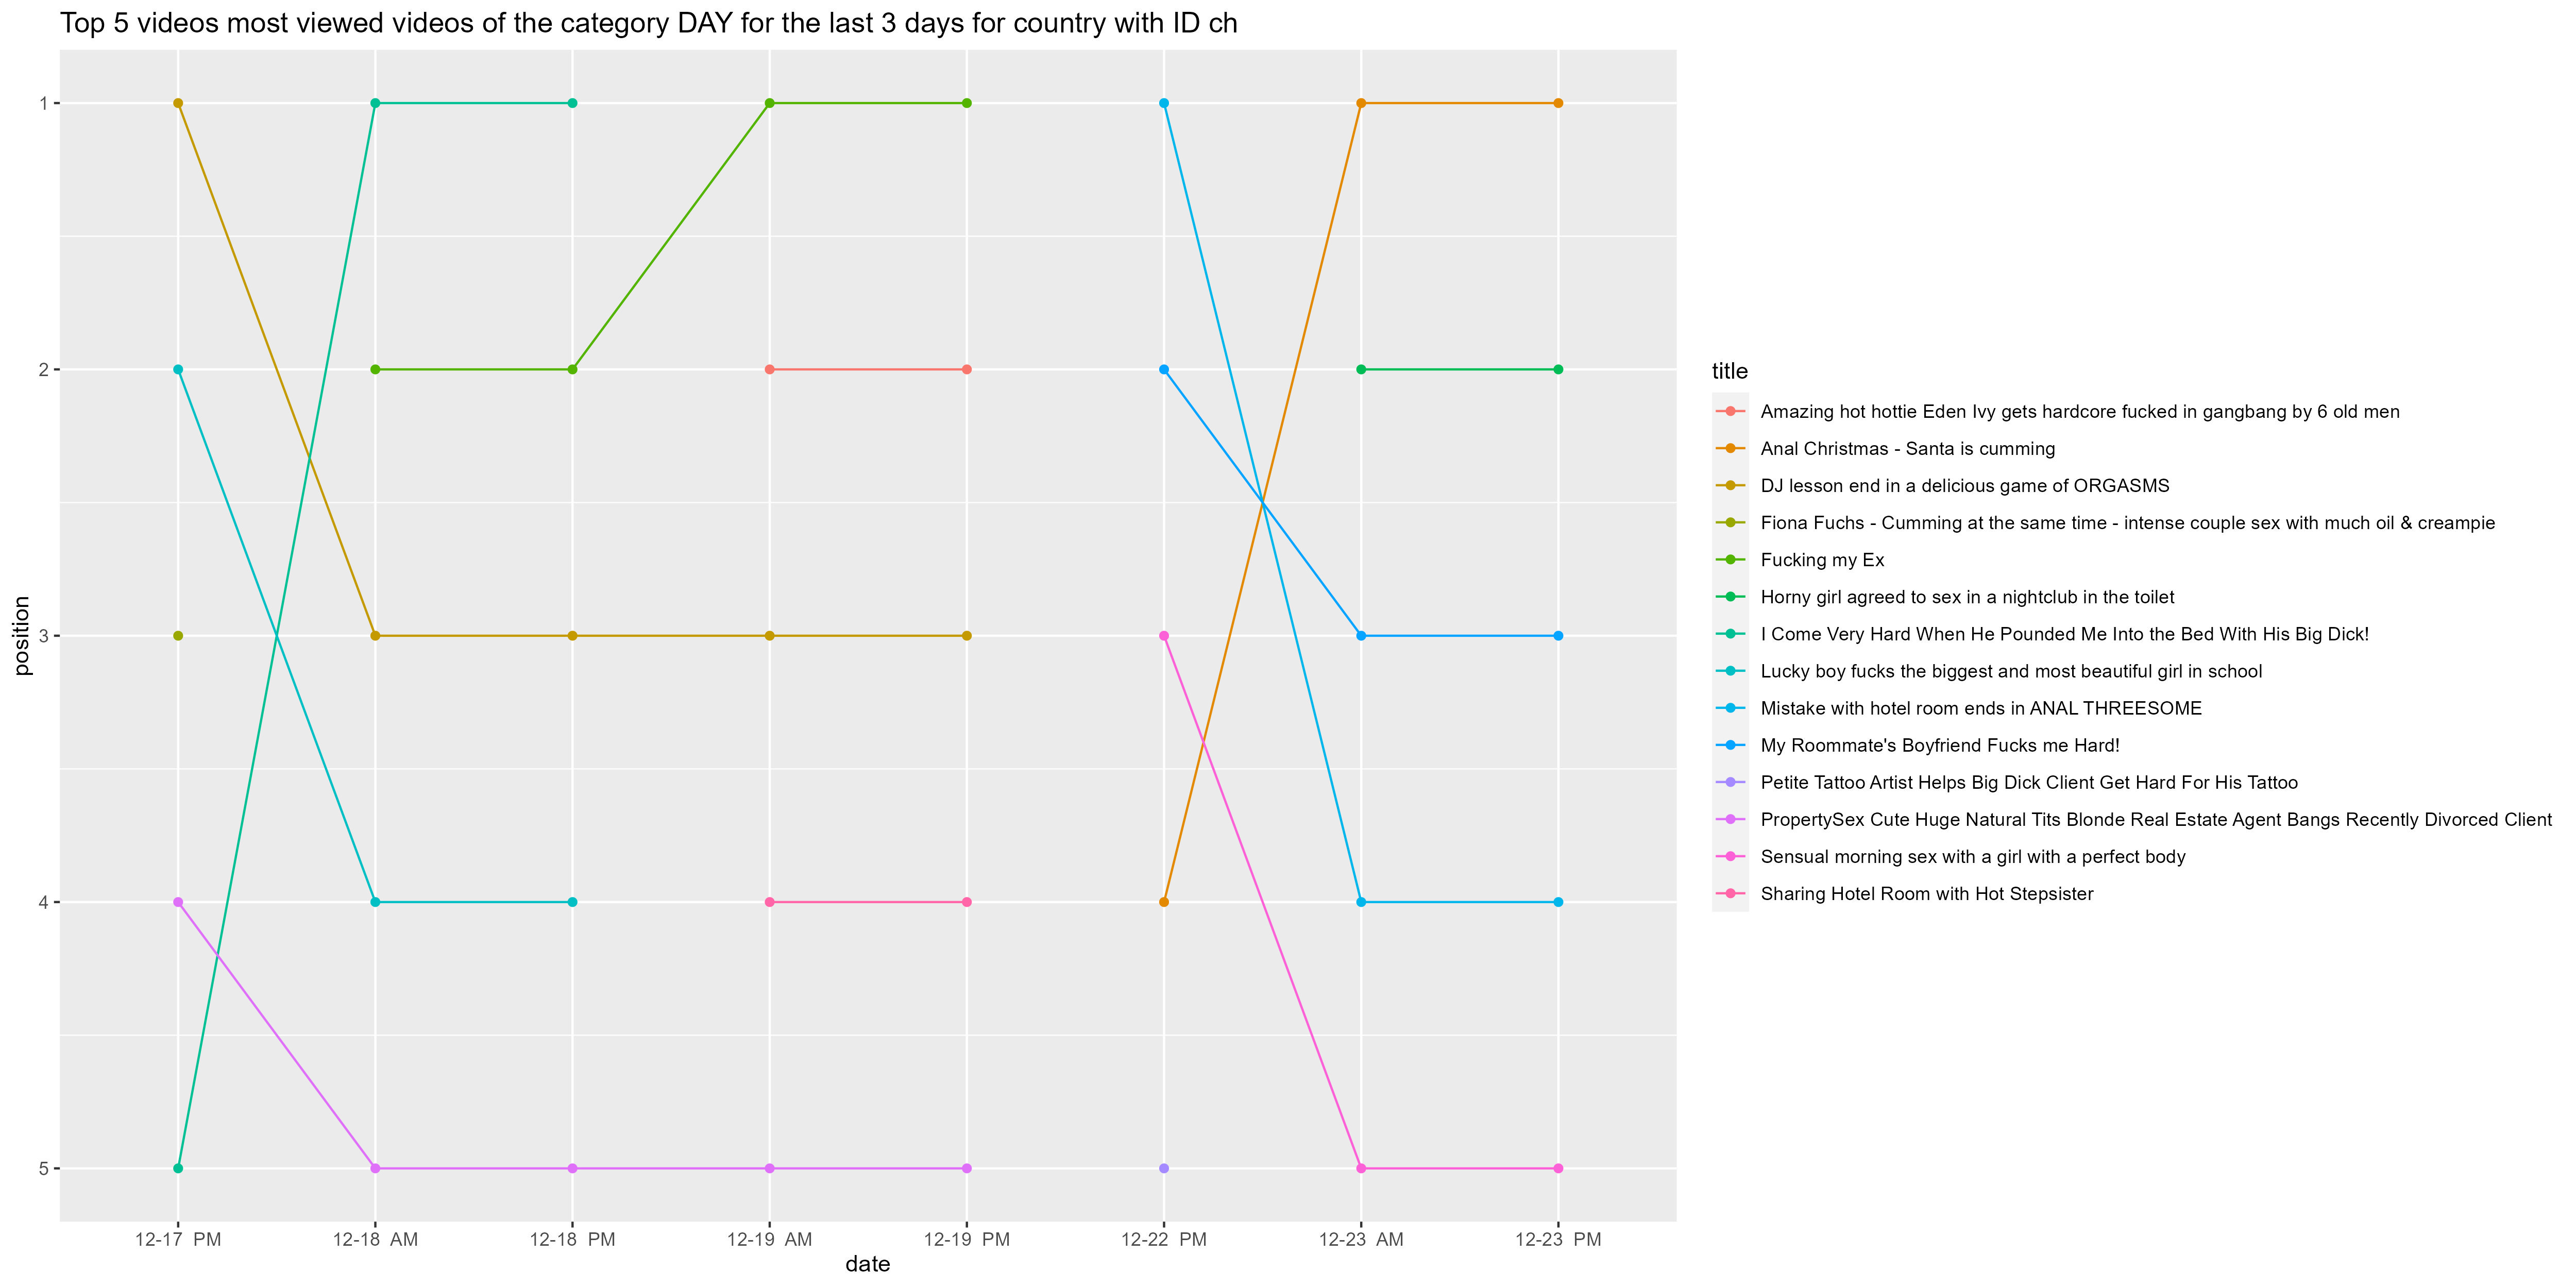 Top 5 videos most viewed videos of the category DAY for the last 3 days for country with ID ch
position
1
2
3
4
5
12-17 PM
12-18 AM
12-18 PM
12-19 AM
12-19 PM
12-22 PM
12-23 AM
12-23 PM
date
title
Amazing hot hottie Eden Ivy gets hardcore fucked in gangbang by 6 old men
Anal Christmas - Santa is cumming
DJ lesson end in a delicious game of ORGASMS
Fiona Fuchs - Cumming at the same time - intense couple sex with much oil & creampie
Fucking my Ex
Horny girl agreed to sex in a nightclub in the toilet
I Come Very Hard When He Pounded Me Into the Bed With His Big Dick!
Lucky boy fucks the biggest and most beautiful girl in school
Mistake with hotel room ends in ANAL THREESOME
My Roommate's Boyfriend Fucks me Hard!
Petite Tattoo Artist Helps Big Dick Client Get Hard For His Tattoo
PropertySex Cute Huge Natural Tits Blonde Real Estate Agent Bangs Recently Divorced Client
Sensual morning sex with a girl with a perfect body
Sharing Hotel Room with Hot Stepsister